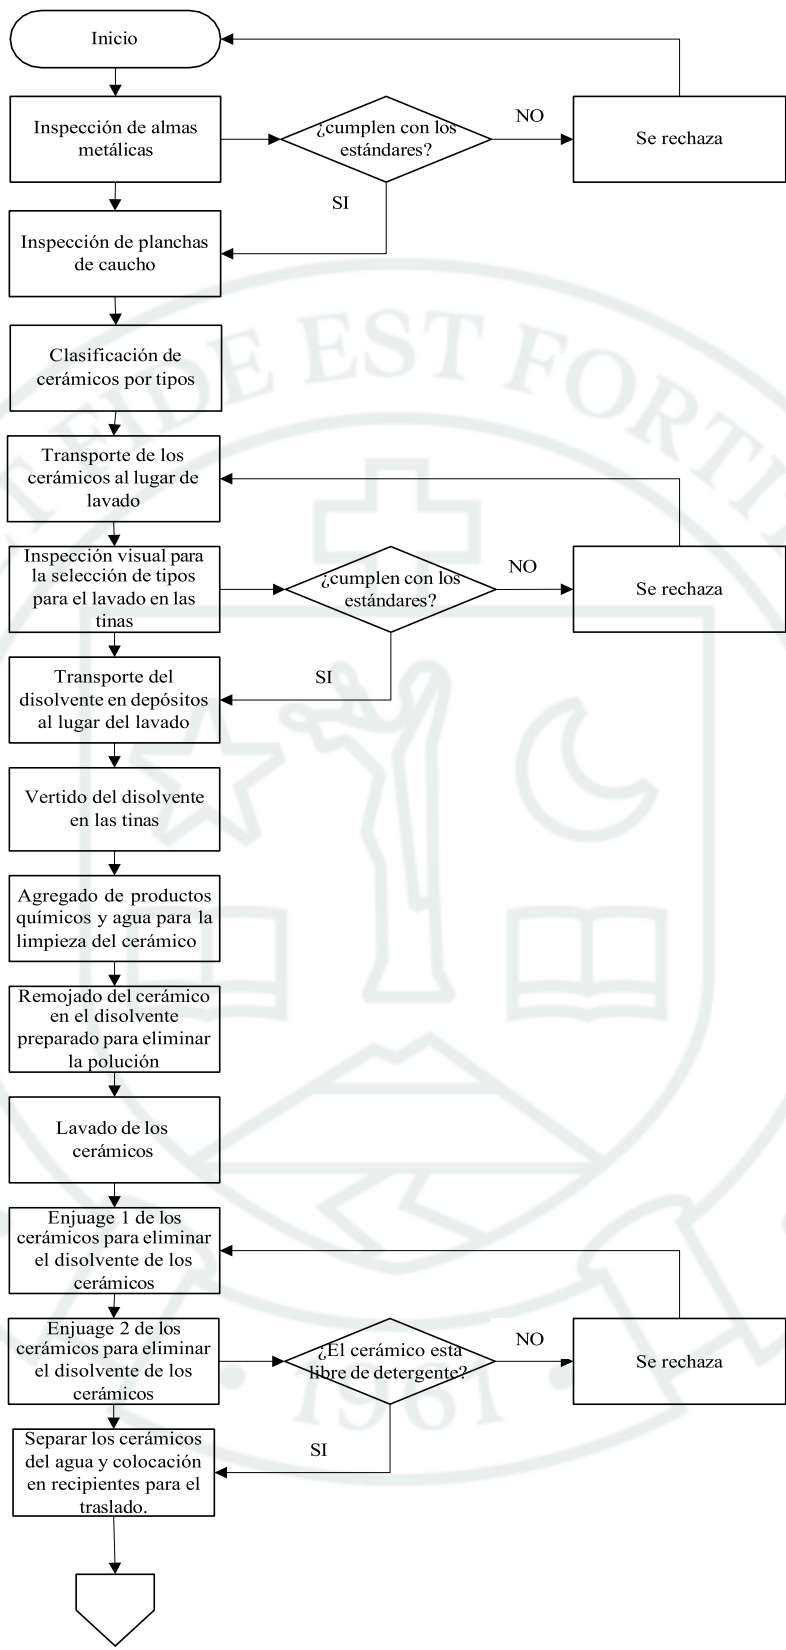 Inicio
Inspección de almas
metálicas
¿cumplen con los
estándares?
NO
Se rechaza
SI
Inspección de planchas
de caucho
Clasificación de
cerámicos por tipos
Transporte de los
cerámicos al lugar de
lavado
Inspección visual para
la selección de tipos
para el lavado en las
tinas
¿cumplen con los
estándares?
NO
Se rechaza
SI
Transporte del
disolvente en depósitos
al lugar del lavado
Vertido del disolvente
en las tinas
Agregado de productos
químicos y agua para la
limpieza del cerámico
Remojado del cerámico
en el disolvente
preparado para eliminar
la polución
Lavado de los
cerámicos
Enjuage 1 de los
cerámicos para eliminar
el disolvente de los
cerámicos
Enjuage 2 de los
cerámicos para eliminar
el disolvente de los
cerámicos
¿El cerámico esta
libre de detergente?
NO
Se rechaza
SI
Separar los cerámicos
del agua y colocación
en recipientes para el
traslado.
FIDE EST
1961